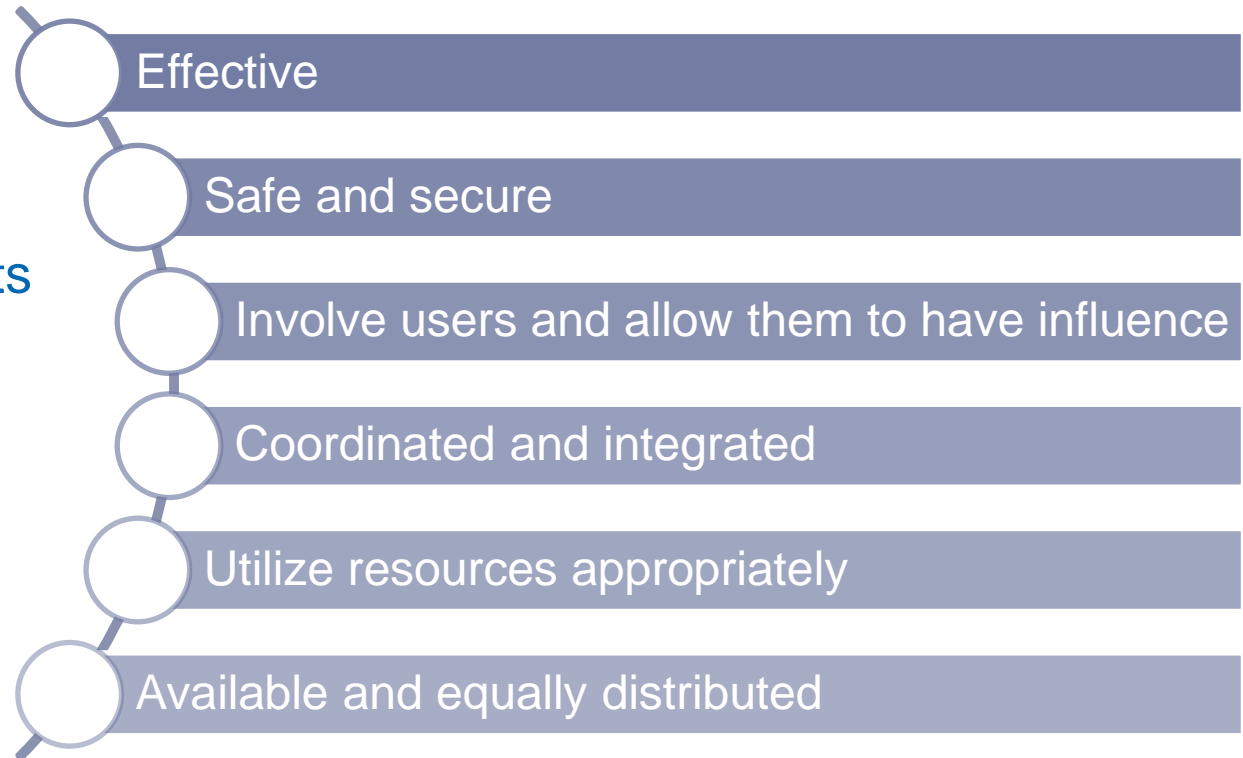 Effective
Safe and secure
ts
Involve users and allow them to have influence
Coordinated and integrated
Utilize resources appropriately
Available and equally distributed